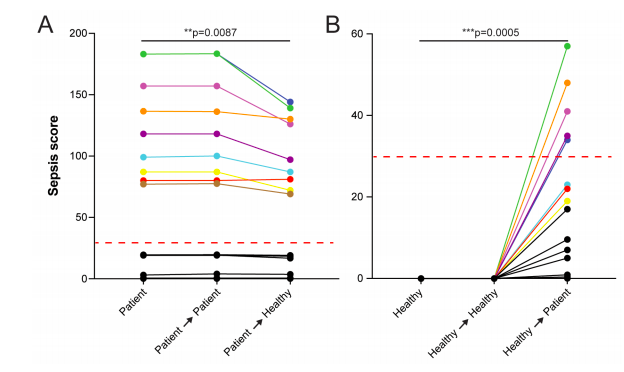 A
B
**p=0.0087
***p=0.0005
Sepsis score
200
150
100
50
0
Patient
Patient → Patient
Patient → Healthy
60
40
20
0
Healthy
Healthy → Healthy
Healthy → Patient